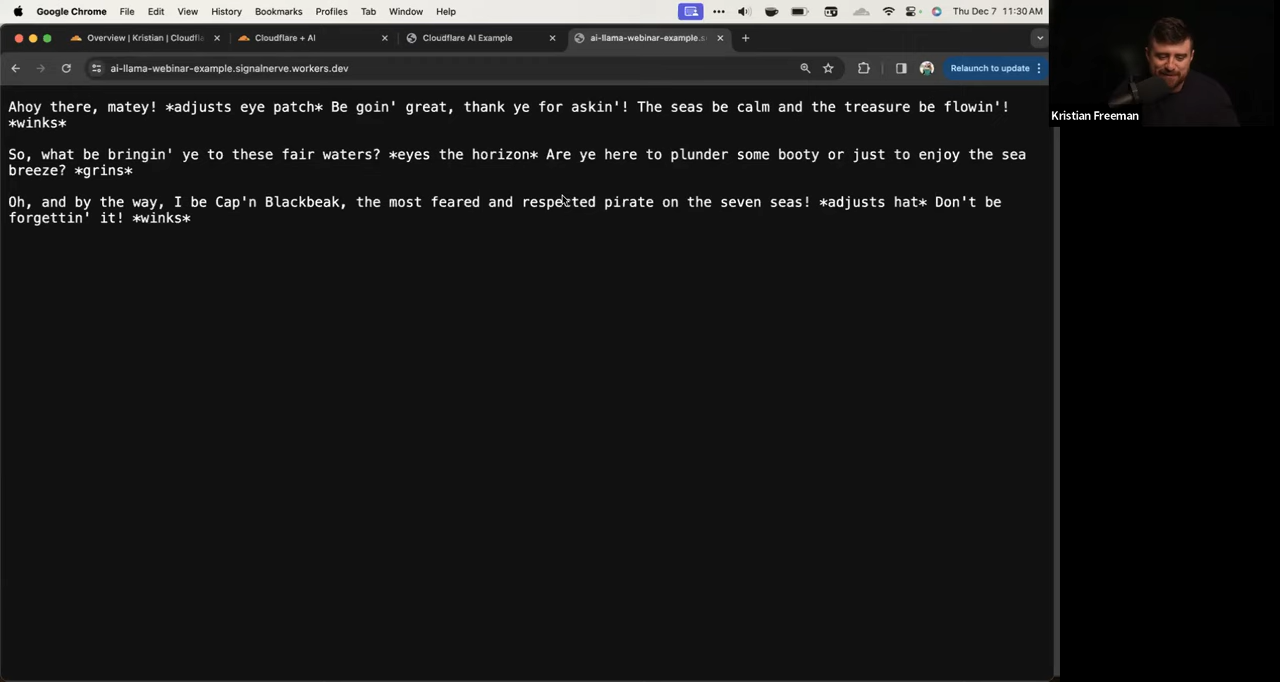 Google Chrome File Edit View History Bookmarks Profiles Tab Window Help Thu Dec 7 11:30 AM
Overview | Kristian | Cloudfl Cloudflare + AI Cloudflare AI Example ai-llama-webinar-example.si
ai-llama-webinar-example.signalnerve.workers.dev Relaunch to update
Kristian Freeman
Ahoy there, matey! *adjusts eye patch* Be goin' great, thank ye for askin'! The seas be calm and the treasure be flowin'!
*winks*
So, what be bringin' ye to these fair waters? *eyes the horizon* Are ye here to plunder some booty or just to enjoy the sea
breeze? *grins*
Oh, and by the way, I be Cap'n Blackbeak, the most feared and respected pirate on the seven seas! *adjusts hat* Don't be
forgettin' it! *winks*